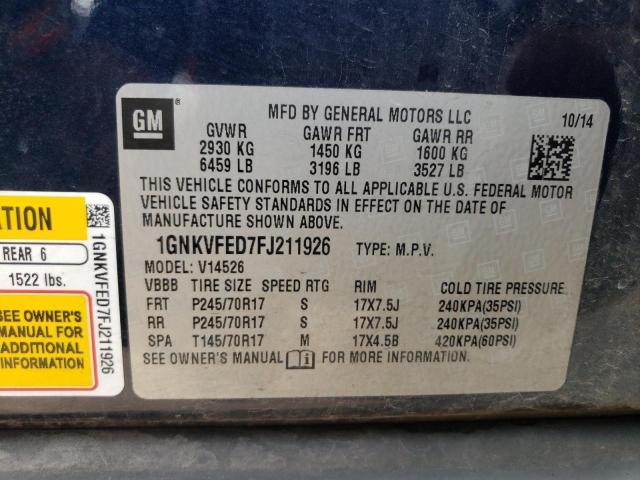 GM
®
MFD BY GENERAL MOTORS LLC 10/14
GVWR GAWR FRT GAWR RR
2930 KG 1450 KG 1600 KG
6459 LB 3196 LB 3527 LB
THIS VEHICLE CONFORMS TO ALL APPLICABLE U.S. FEDERAL MOTOR
VEHICLE SAFETY STANDARDS IN EFFECT ON THE DATE OF
MANUFACTURE SHOWN ABOVE.
1GNKVFED7FJ211926 TYPE: M.P.V.
MODEL: V14526
VBBB TIRE SIZE SPEED RTG RIM COLD TIRE PRESSURE
FRT P245/70R17 S 17X7.5J 240KPA(35PSI)
RR P245/70R17 S 17X7.5J 240KPA(35PSI)
SPA T145/70R17 M 17X4.5B 420KPA(60PSI)
SEE OWNER'S MANUAL i FOR MORE INFORMATION.
ATION
REAR 6
1522 lbs.
SEE OWNER'S
MANUAL FOR
ADDITIONAL
INFORMATION
1GNKVFED7FJ211926